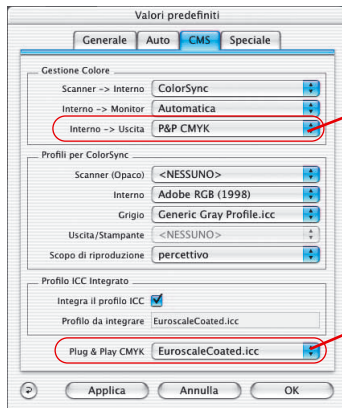 Valori predefiniti
Generale Auto CMS Speciale
Gestione Colore
Scanner -> Interno ColorSync
Interno -> Monitor Automatica
Interno -> Uscita P&P CMYK
Profili per ColorSync
Scanner (Opaco) <NESSUNO>
Interno Adobe RGB (1998)
Grigio Generic Gray Profile.icc
Uscita/Stampante <NESSUNO>
Scopo di riproduzione percettivo
Profilo ICC Integrato
Integra il profilo ICC
Profilo da integrare EuroscaleCoated.icc
Plug & Play CMYK EuroscaleCoated.icc
? Applica Annulla OK